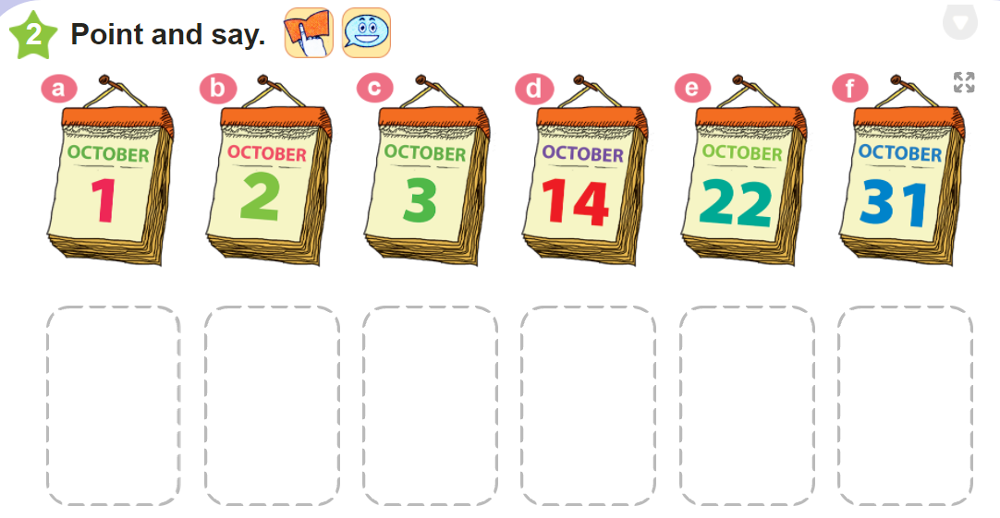 2 Point and say.
a b c d e f
OCTOBER OCTOBER OCTOBER OCTOBER OCTOBER OCTOBER
1 2 3 14 22 31